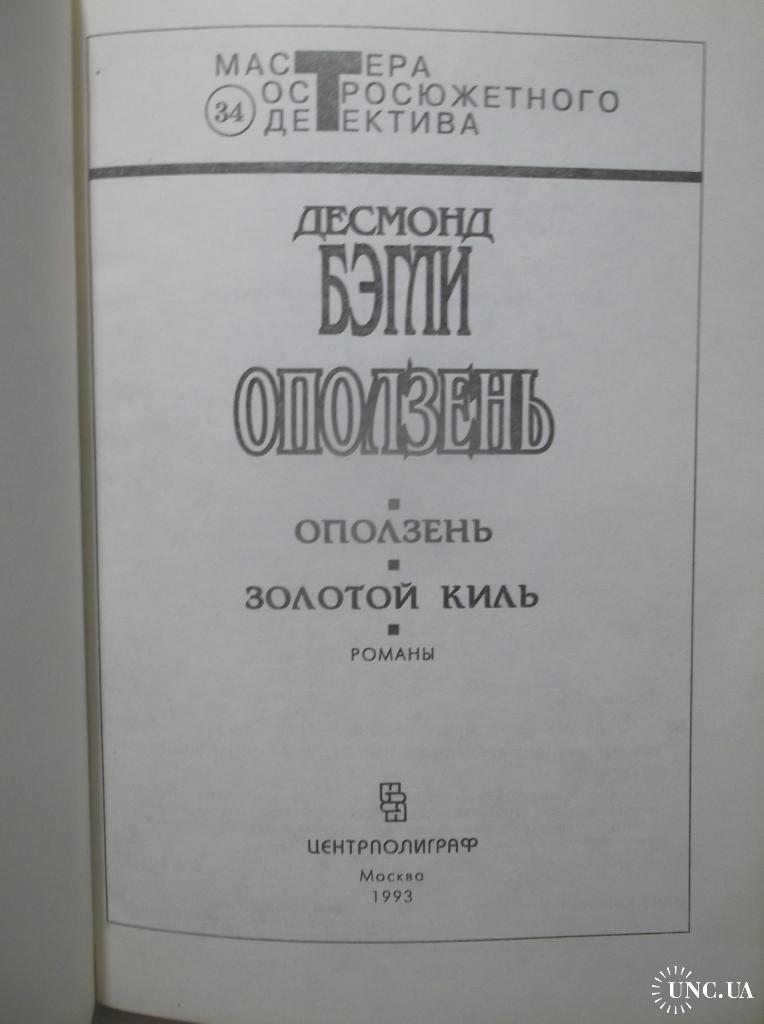 МАСТЕРА
34 ОСТРОСЮЖЕТНОГО
ДЕТЕКТИВА
ДЕСМОНД
БЭГЛИ
ОПОЛЗЕНЬ
ОПОЛЗЕНЬ
ЗОЛОТОЙ КИЛЬ
РОМАНЫ
ЦЕНТРПОЛИГРАФ
Москва
1993
UNC.UA